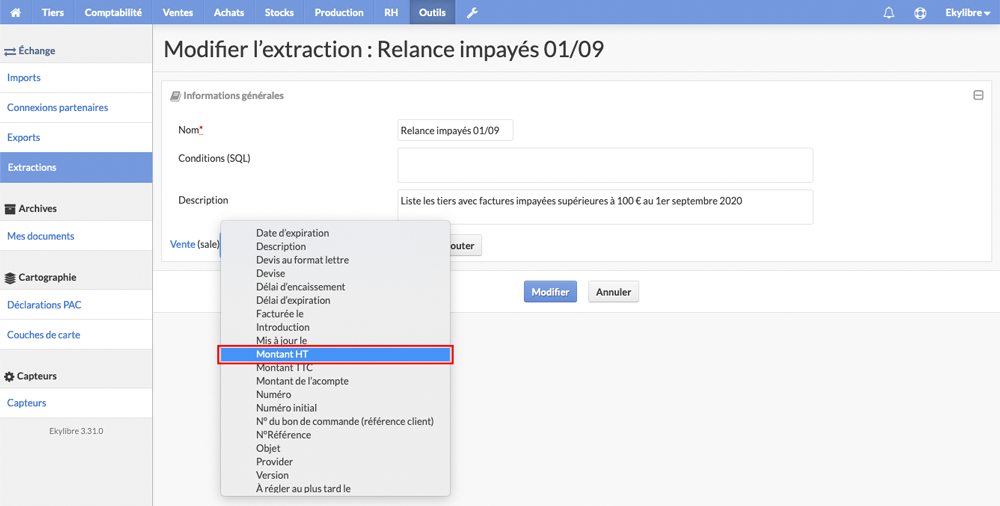 Tiers Comptabilité Ventes Achats Stocks Production RH Outils Ekylibre
Échange
Imports
Connexions partenaires
Exports
Extractions
Archives
Mes documents
Cartographie
Déclarations PAC
Couches de carte
Capteurs
Capteurs
Ekylibre 3.31.0
Modifier l’extraction : Relance impayés 01/09
Informations générales
Nom* Relance impayés 01/09
Conditions (SQL)
Description Liste les tiers avec factures impayées supérieures à 100 € au 1er septembre 2020
Vente (sale) outer
Date d’expiration
Description
Devis au format lettre
Devise
Délai d’encaissement
Délai d’expiration
Facturée le
Introduction
Mis à jour le
Montant HT
Montant TTC
Montant de l’acompte
Numéro
Numéro initial
N° du bon de commande (référence client)
N°Référence
Objet
Provider
Version
À régler au plus tard le
Modifier Annuler